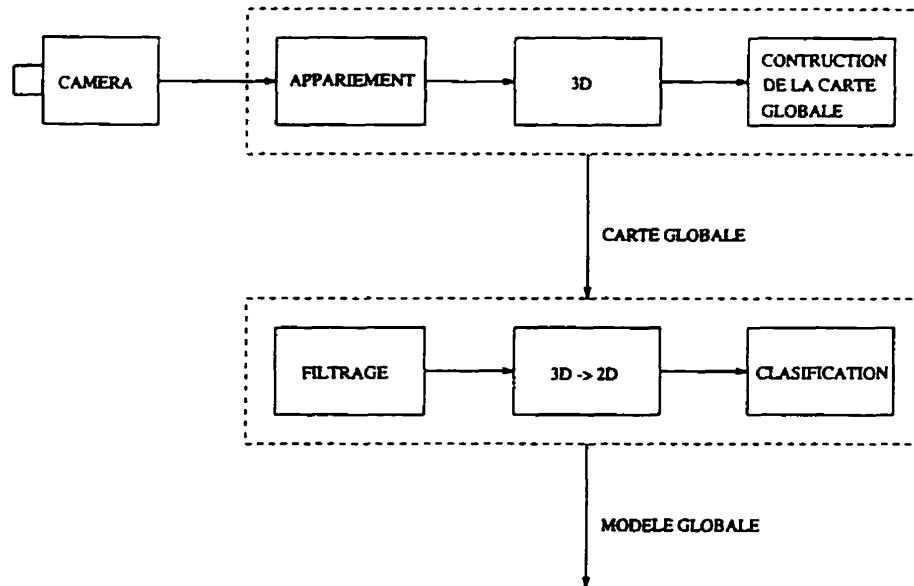 CAMERA
APPARIEMENT
3D
CONTRUCTION
DE LA CARTE
GLOBALE
CARTE GLOBALE
FILTRAGE
3D -> 2D
CLASIFICATION
MODELE GLOBALE